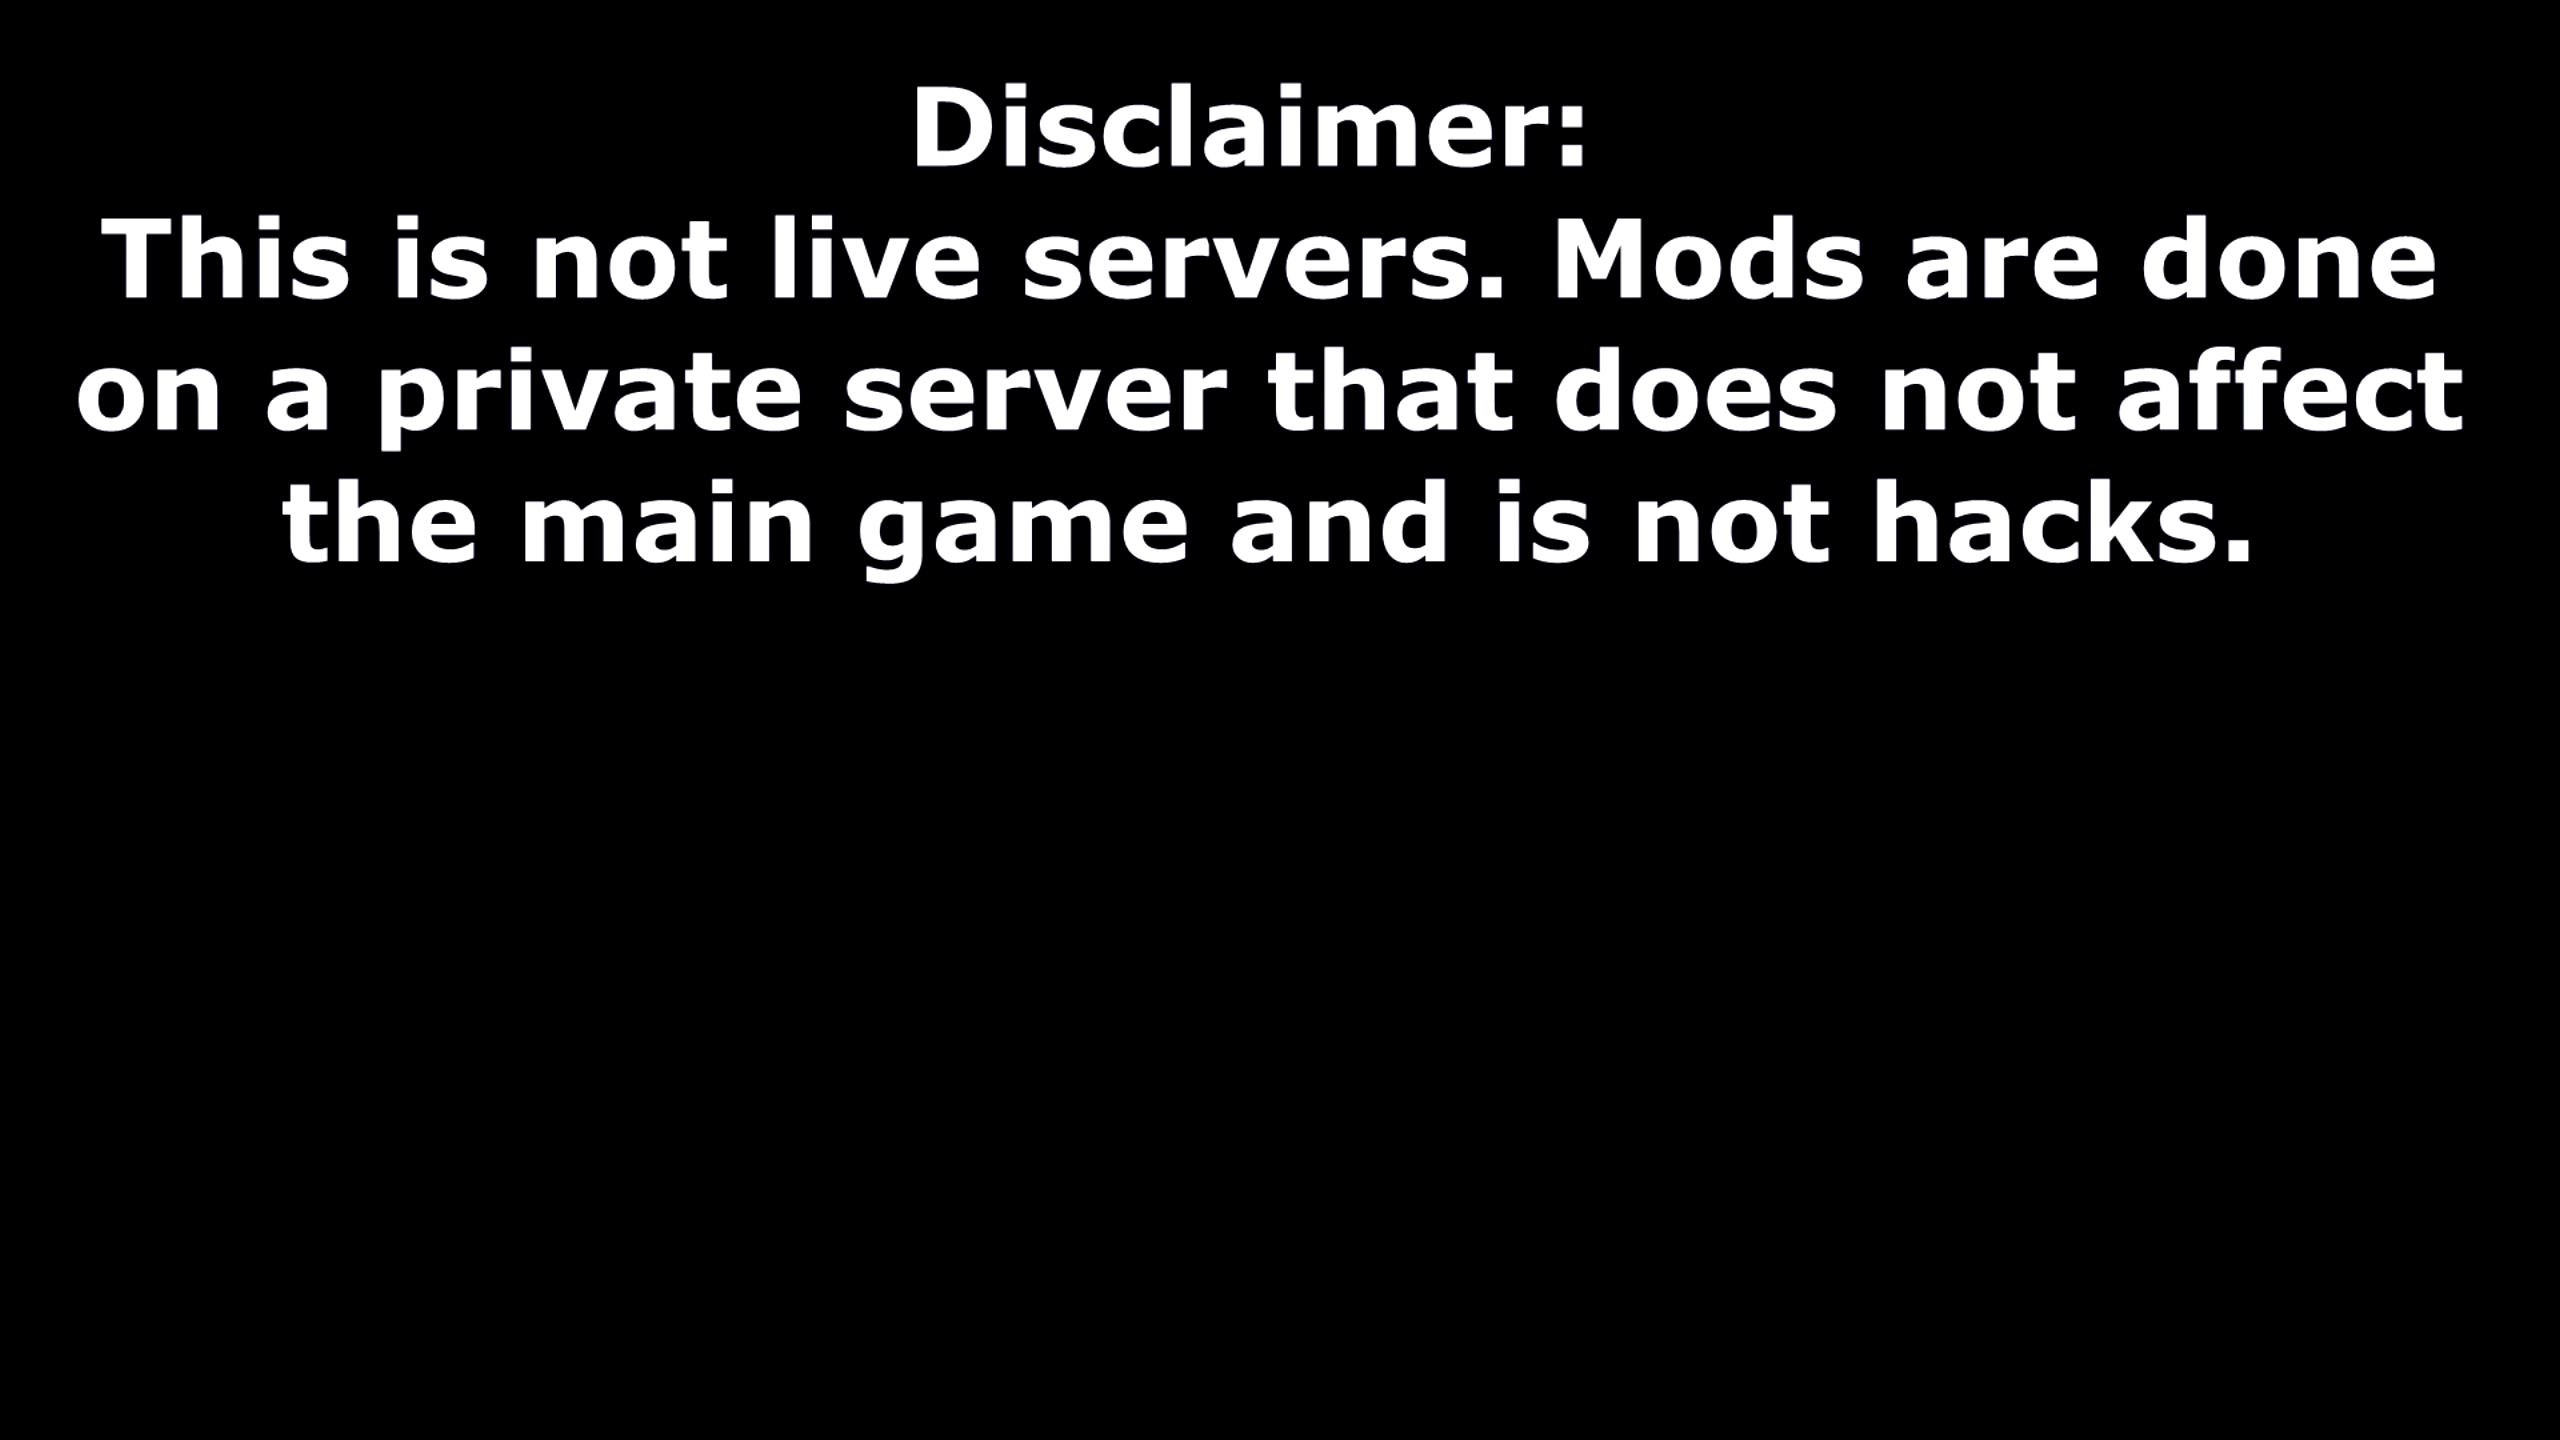 Disclaimer:
This is not live servers. Mods are done
on a private server that does not affect
the main game and is not hacks.